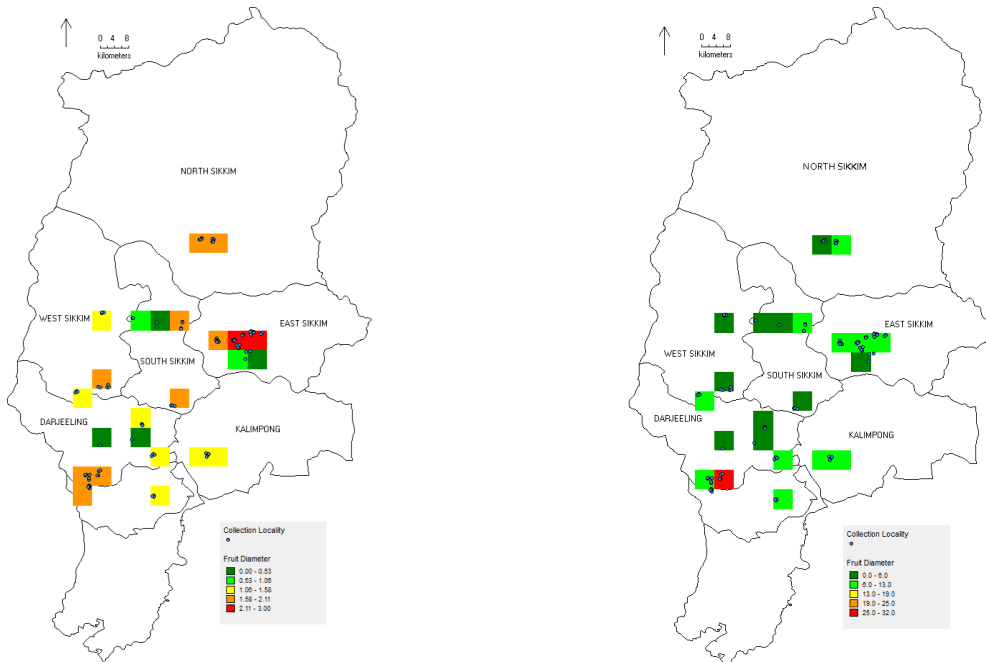 0 4 8
kilometers
NORTH SIKKIM
WEST SIKKIM
EAST SIKKIM
SOUTH SIKKIM
DARJEELING
KALIMPONG
Collection Locality
Fruit Diameter
0.00 - 0.53
0.53 - 1.06
1.06 - 1.58
1.58 - 2.11
2.11 - 3.00
0 4 8
kilometers
NORTH SIKKIM
EAST SIKKIM
WEST SIKKIM
SOUTH SIKKIM
DARJEELING
KALIMPONG
Collection Locality
Fruit Diameter
0.0 - 6.0
6.0 - 13.0
13.0 - 19.0
19.0 - 25.0
25.0 - 32.0